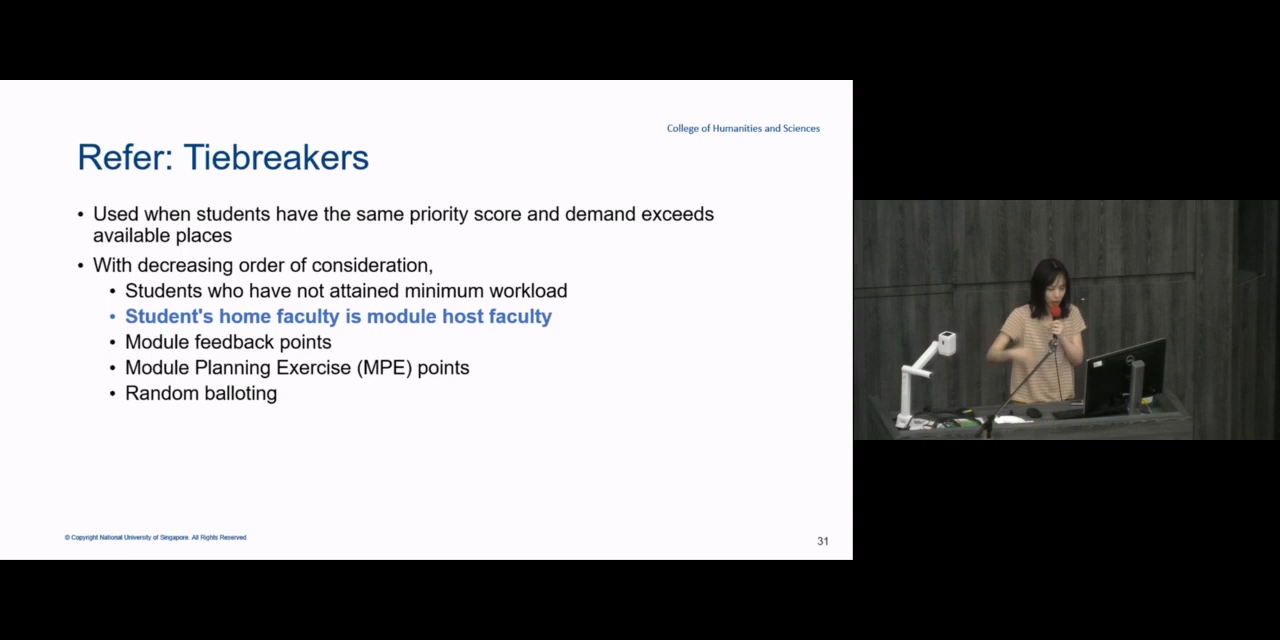 College of Humanities and Sciences
Refer: Tiebreakers
• Used when students have the same priority score and demand exceeds
available places
• With decreasing order of consideration,
• Students who have not attained minimum workload
• Student's home faculty is module host faculty
• Module feedback points
• Module Planning Exercise (MPE) points
• Random balloting
© Copyright National University of Singapore. All Rights Reserved.
31